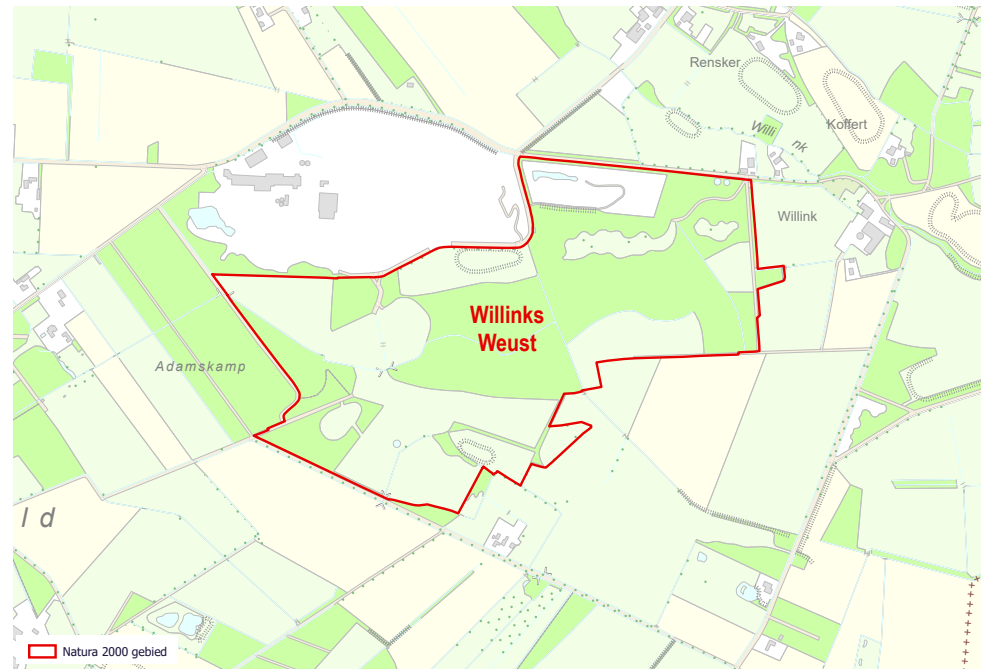 Rensker
Koffert
Willi nk
Willink
Willinks
Weust
Adamskamp
l d
Natura 2000 gebied